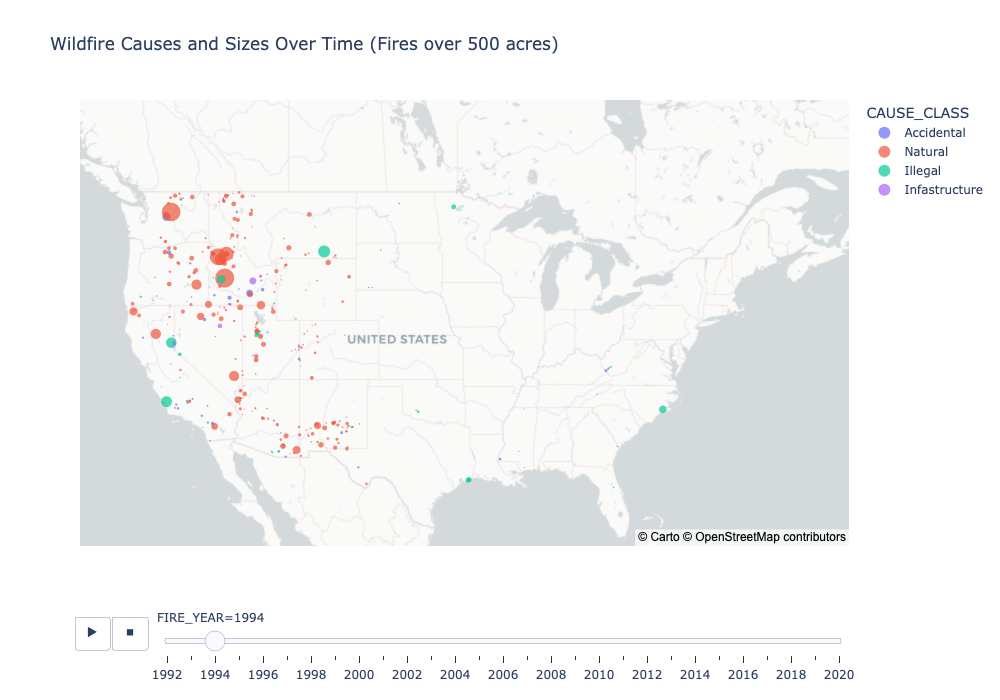 Wildfire Causes and Sizes Over Time (Fires over 500 acres)
CAUSE_CLASS
Accidental
Natural
Illegal
Infastructure
UNITED STATES
© Carto © OpenStreetMap contributors
FIRE_YEAR=1994
1992 1994 1996 1998 2000 2002 2004 2006 2008 2010 2012 2014 2016 2018 2020